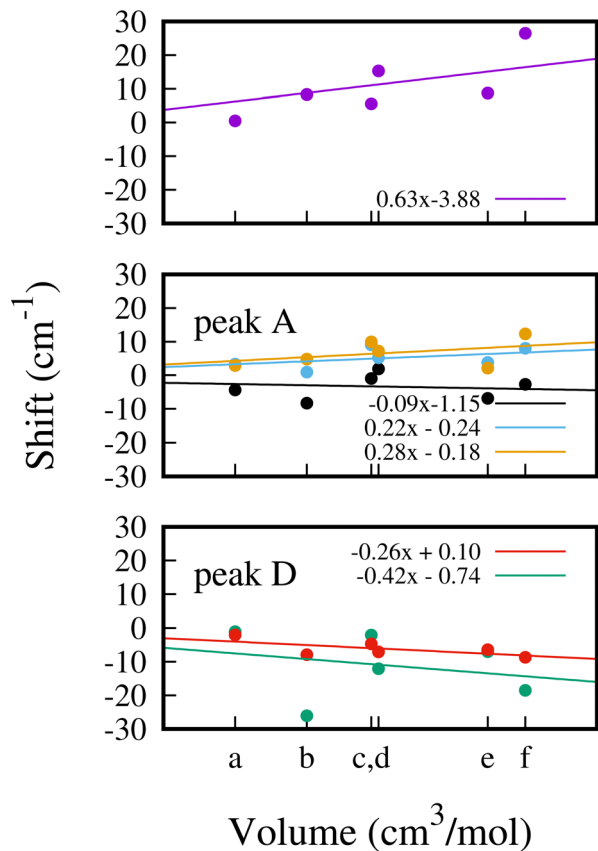 30
20
10
0
-10
-20
-30
0.63x-3.88
30
20
10
0
-10
-20
-30
peak A
-0.09x-1.15
0.22x - 0.24
0.28x - 0.18
Shift (cm⁻¹)
30
20
10
0
-10
-20
-30
peak D
-0.26x + 0.10
-0.42x - 0.74
a b c,d e f
Volume (cm³/mol)